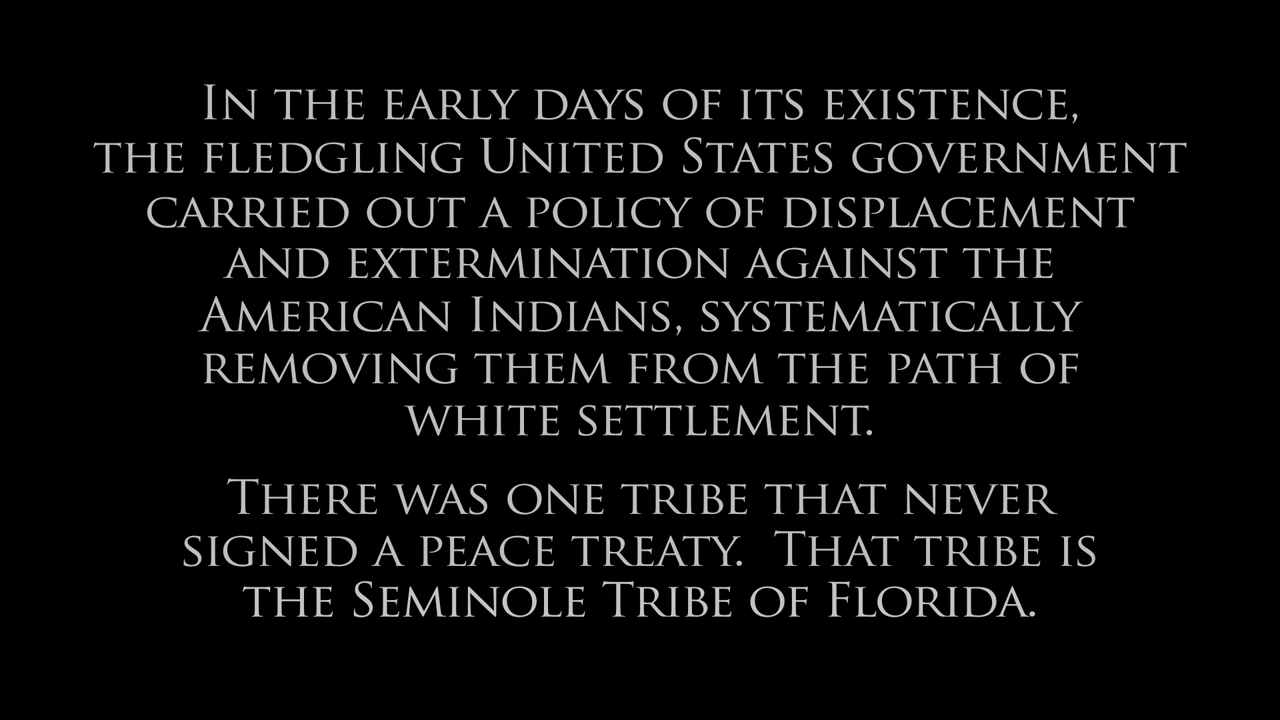 In the early days of its existence,
the fledgling United States government
carried out a policy of displacement
and extermination against the
American Indians, systematically
removing them from the path of
white settlement.
There was one tribe that never
signed a peace treaty.  That tribe is
the Seminole Tribe of Florida.